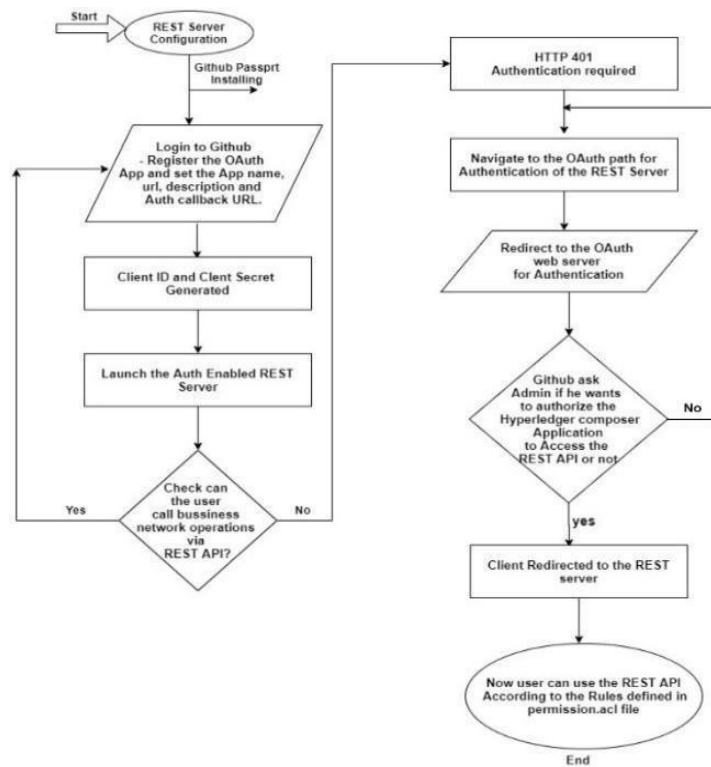 Start
REST Server
Configuration
Github Passprt
Installing
Login to Github
- Register the OAuth
App and set the App name,
url, description and
Auth callback URL.
Client ID and Clent Secret
Generated
Launch the Auth Enabled REST
Server
Check can
the user
call bussiness
network operations
via
REST API?
Yes
No
HTTP 401
Authentication required
Navigate to the OAuth path for
Authentication of the REST Server
Redirect to the OAuth
web server
for Authentication
Github ask
Admin if he wants
to authorize the
Hyperledger composer
Application
to Access the
REST API or not
No
yes
Client Redirected to the REST
server
Now user can use the REST API
According to the Rules defined in
permission.acl file
End